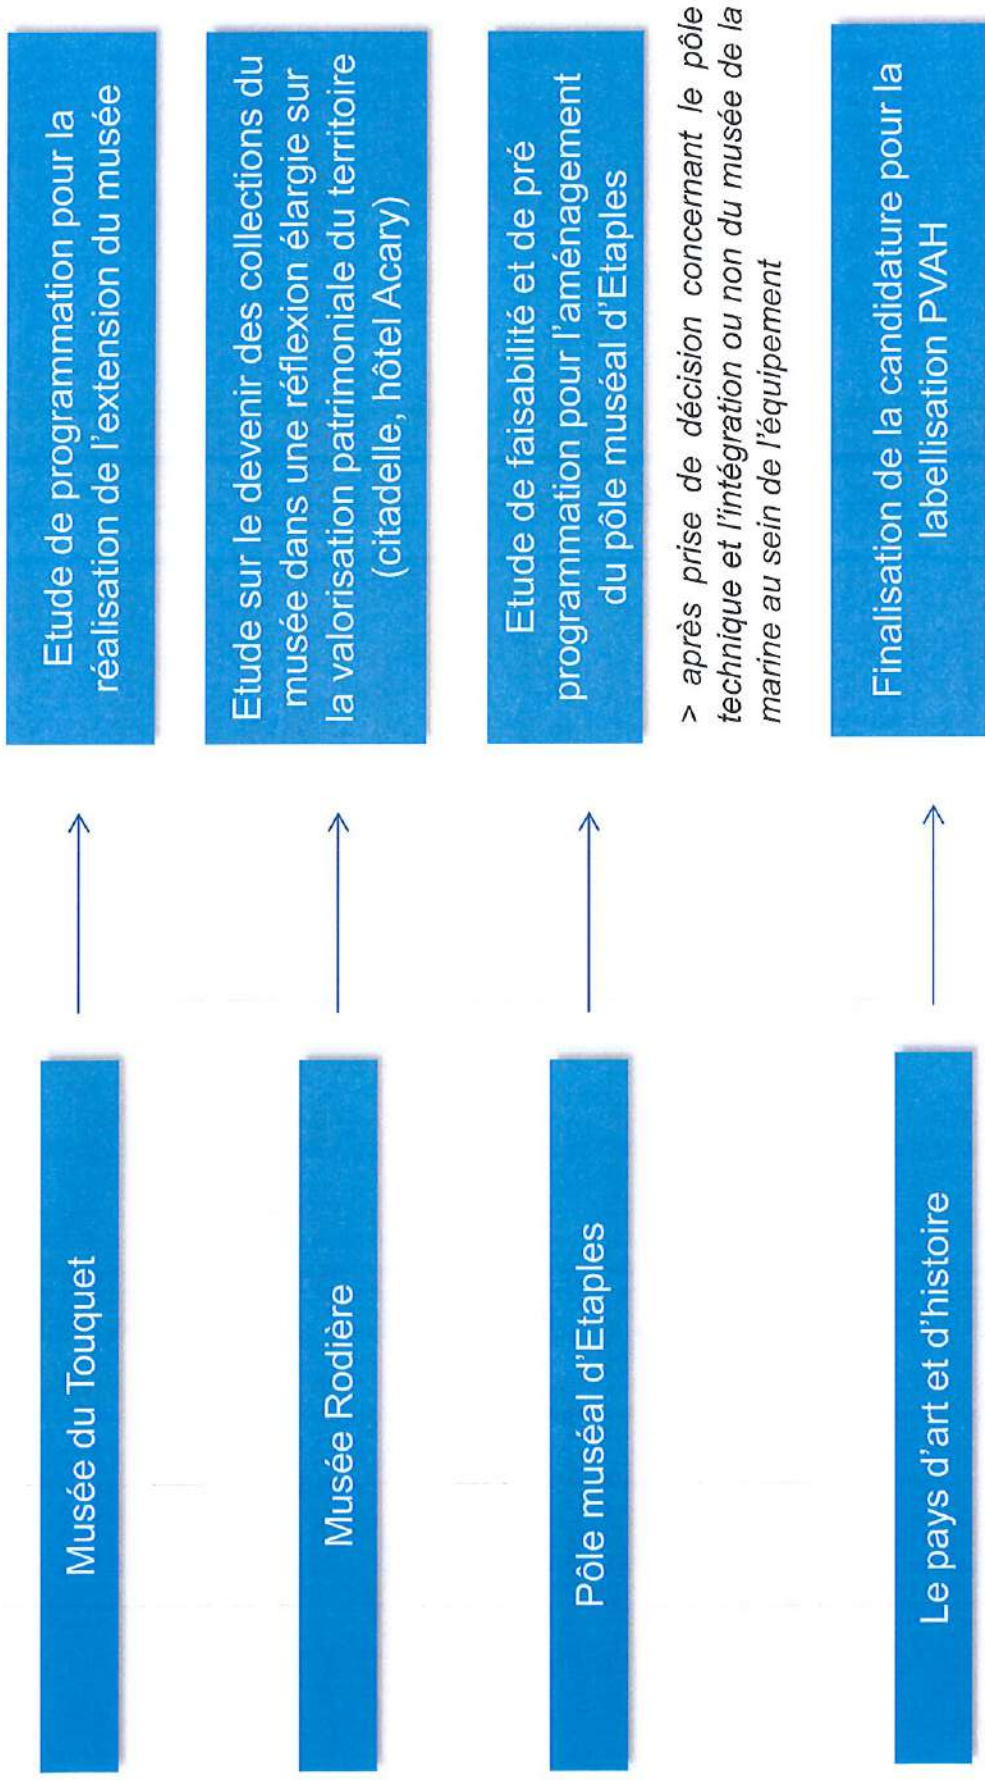 Musée du Touquet
Etude de programmation pour la
réalisation de l'extension du musée
Musée Rodière
Etude sur le devenir des collections du
musée dans une réflexion élargie sur
la valorisation patrimoniale du territoire
(citadelle, hôtel Acary)
Pôle muséal d'Etaples
Etude de faisabilité et de pré
programmation pour l'aménagement
du pôle muséal d'Etaples
> après prise de décision concernant le pôle
technique et l'intégration ou non du musée de la
marine au sein de l'équipement
Le pays d'art et d'histoire
Finalisation de la candidature pour la
labellisation PVAH